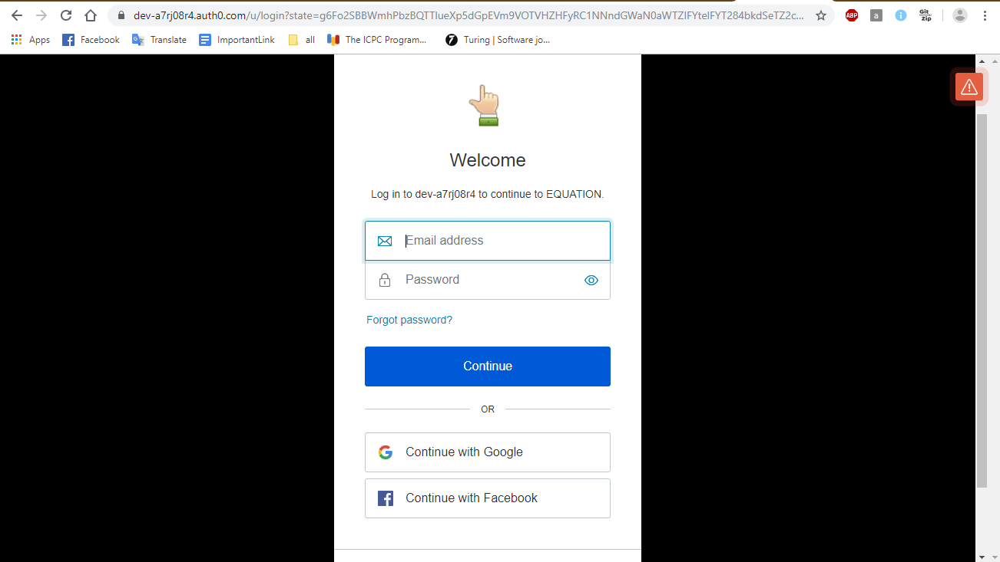 dev-a7rj08r4.auth0.com/u/login?state=g6Fo2SBBWmhPbzBQTTlueXp5dGpEVm9VOTVHZHFyRC1NNndGWaN0aWTZIFYtelFYT284bkdSeTZ2c...
ABP a i Git Zip
Apps Facebook Translate ImportantLink all The ICPC Program... Turing | Software jo...
Welcome
Log in to dev-a7rj08r4 to continue to EQUATION.
Email address
Password
Forgot password?
Continue
OR
Continue with Google
Continue with Facebook